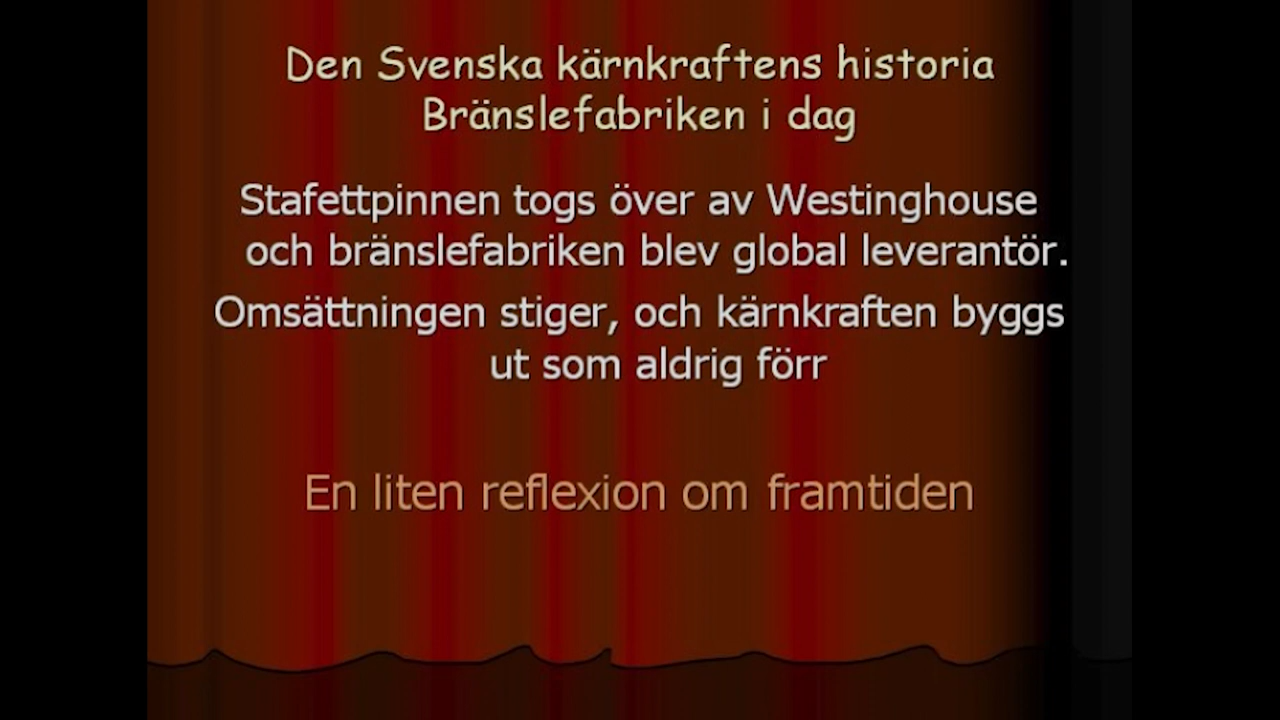 Den Svenska kärnkraftens historia
Bränslefabriken i dag
Stafettpinnen togs över av Westinghouse
och bränslefabriken blev global leverantör.
Omsättningen stiger, och kärnkraften byggs
ut som aldrig förr
En liten reflexion om framtiden